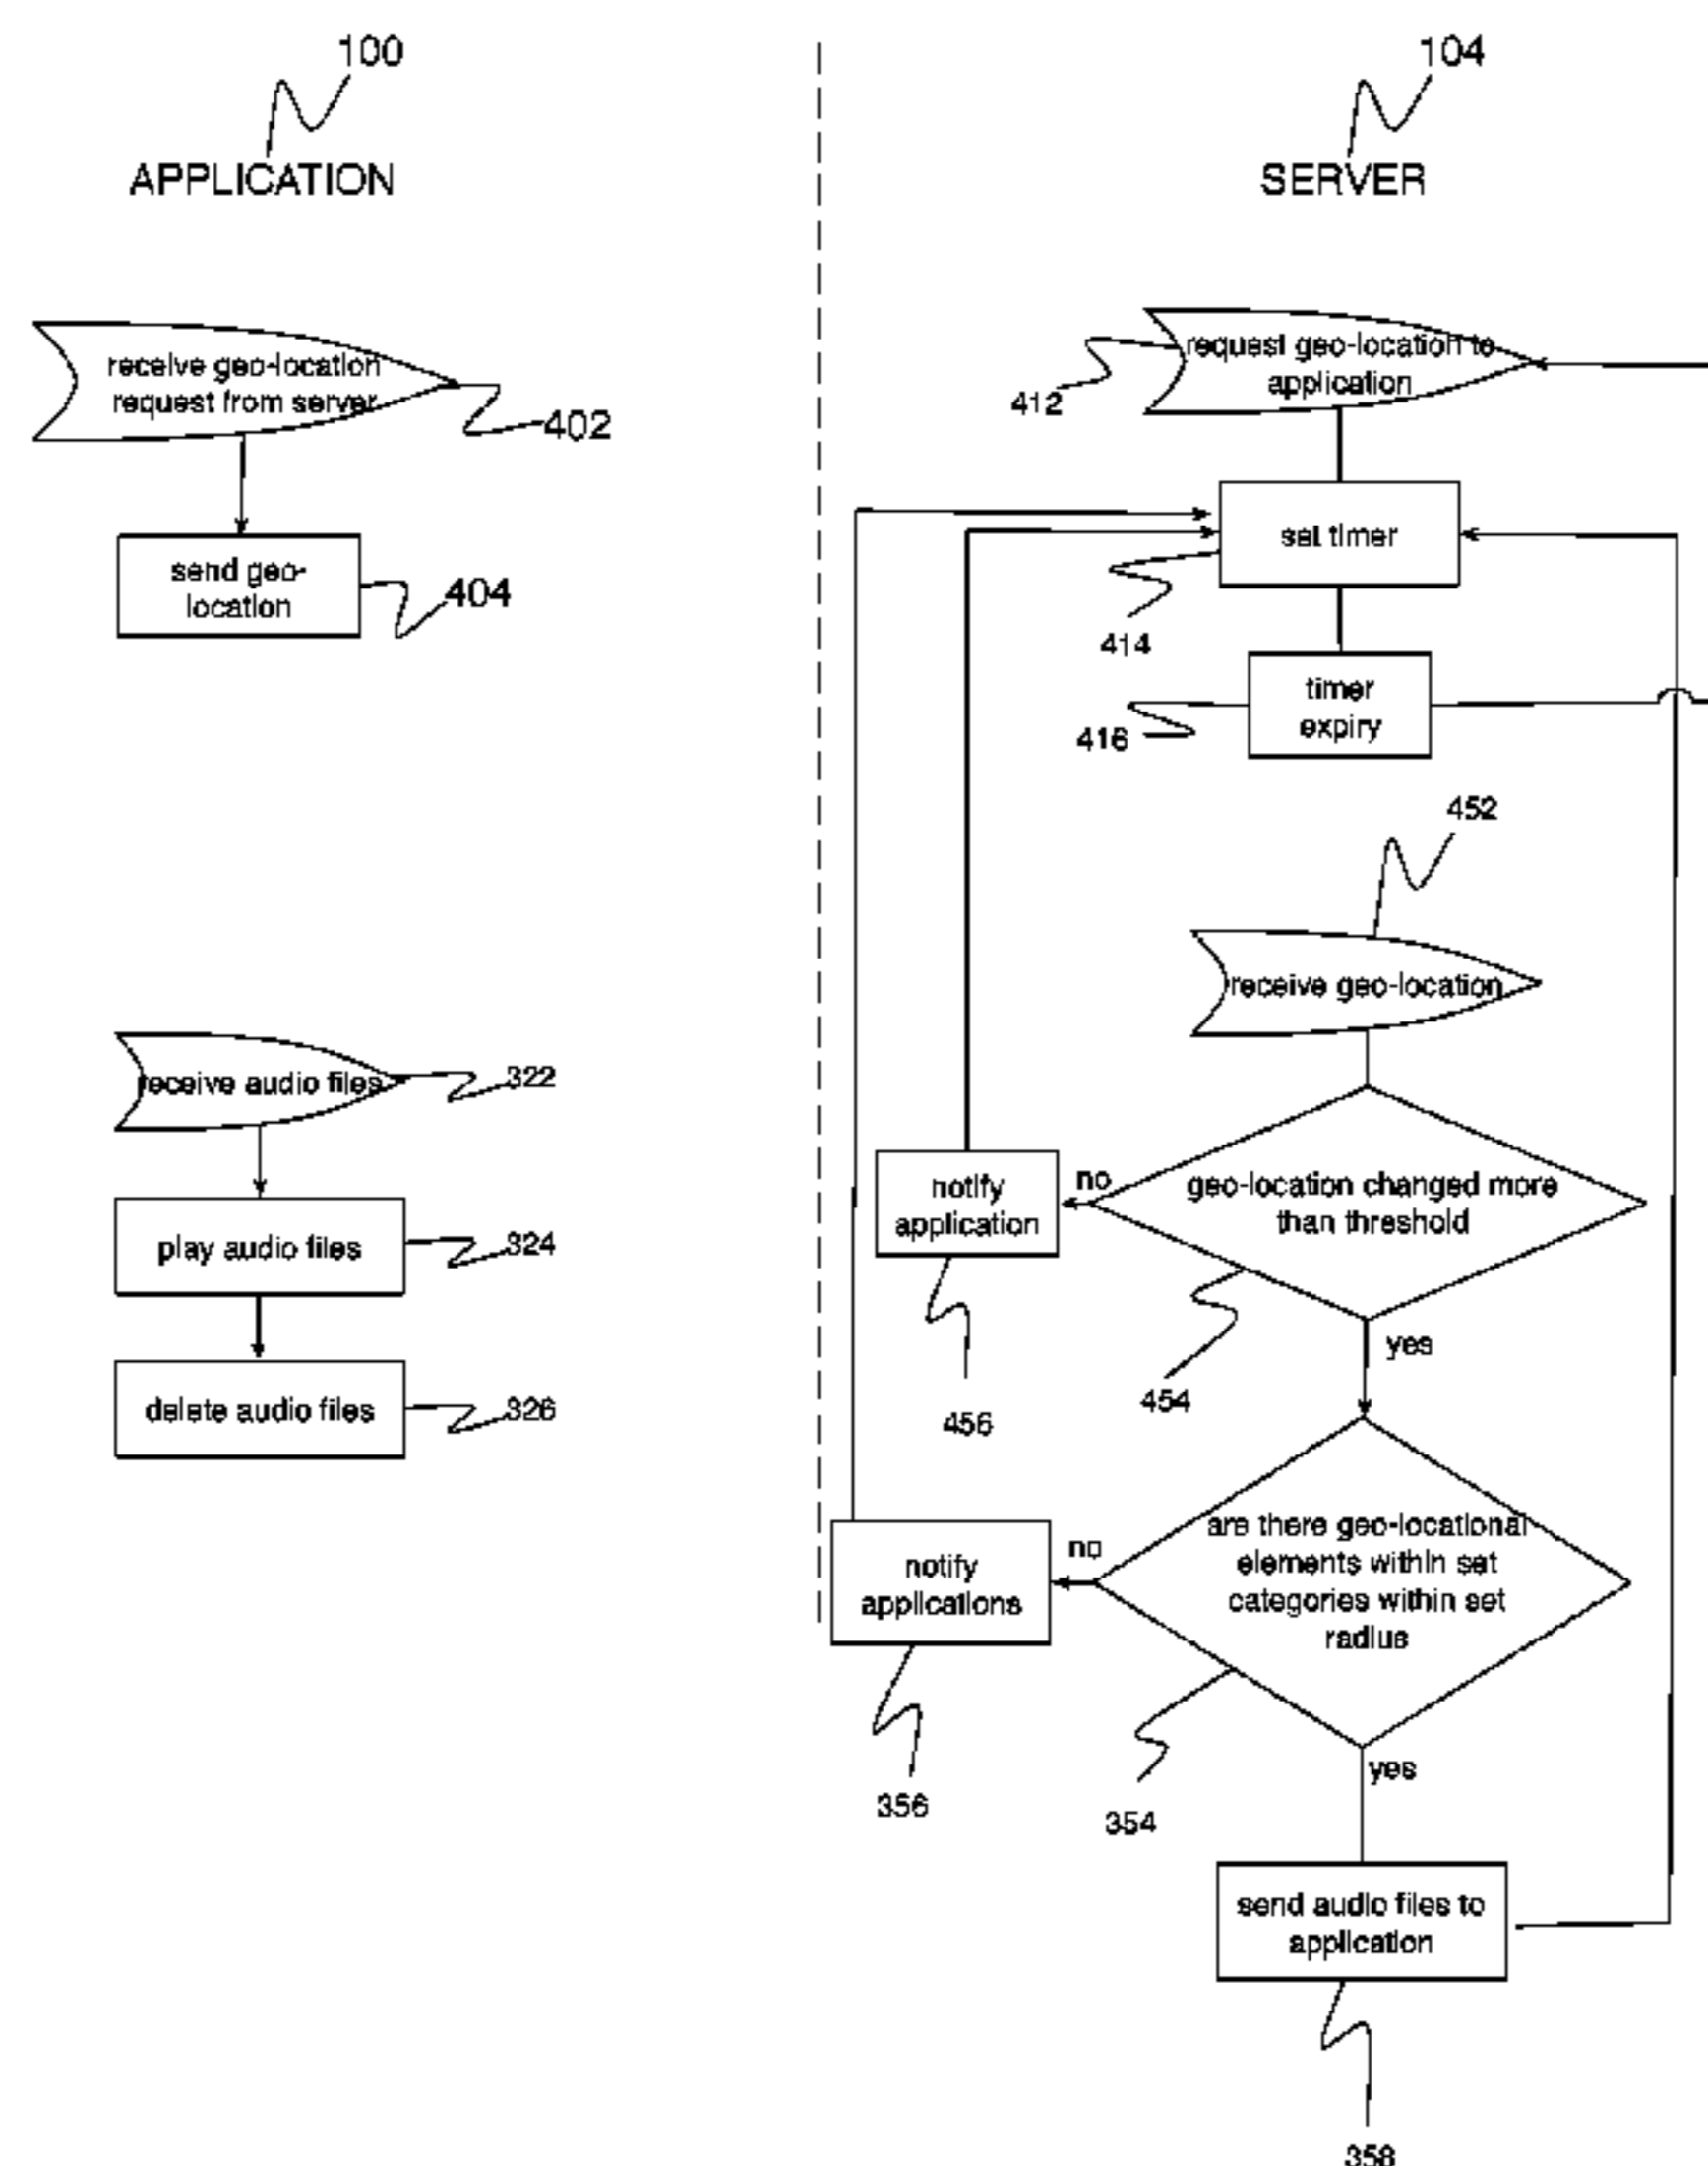 100
APPLICATION
receive geo-location
request from server
402
send geo-
location
404
receive audio files
322
play audio files
324
delete audio files
326
104
SERVER
request geo-location to
application
412
set timer
414
timer
expiry
416
452
receive geo-location
geo-location changed more
than threshold
no
notify
application
456
454
yes
are there geo-locational
elements within set
categories within set
radius
no
notify
applications
356
354
yes
send audio files to
application
358